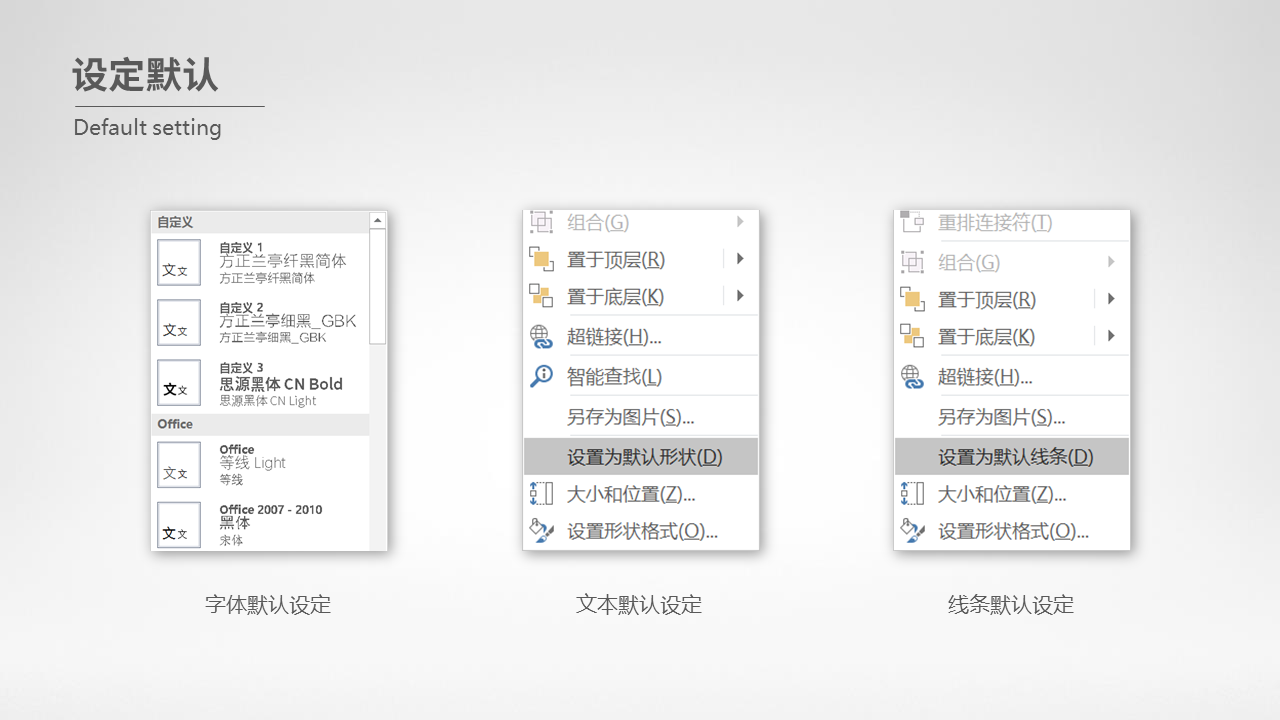 设定默认
Default setting
自定义
文文
自定义 1
方正兰亭纤黑简体
方正兰亭纤黑简体
文文
自定义 2
方正兰亭细黑_GBK
方正兰亭细黑_GBK
文文
自定义 3
思源黑体 CN Bold
思源黑体 CN Light
Office
文文
Office
等线 Light
等线
文文
Office 2007 - 2010
黑体
宋体
字体默认设定
组合(G)
置于顶层(R)
置于底层(K)
超链接(H)...
智能查找(L)
另存为图片(S)...
设置为默认形状(D)
大小和位置(Z)...
设置形状格式(O)...
文本默认设定
重排连接符(T)
组合(G)
置于顶层(R)
置于底层(K)
超链接(H)...
另存为图片(S)...
设置为默认线条(D)
大小和位置(Z)...
设置形状格式(O)...
线条默认设定